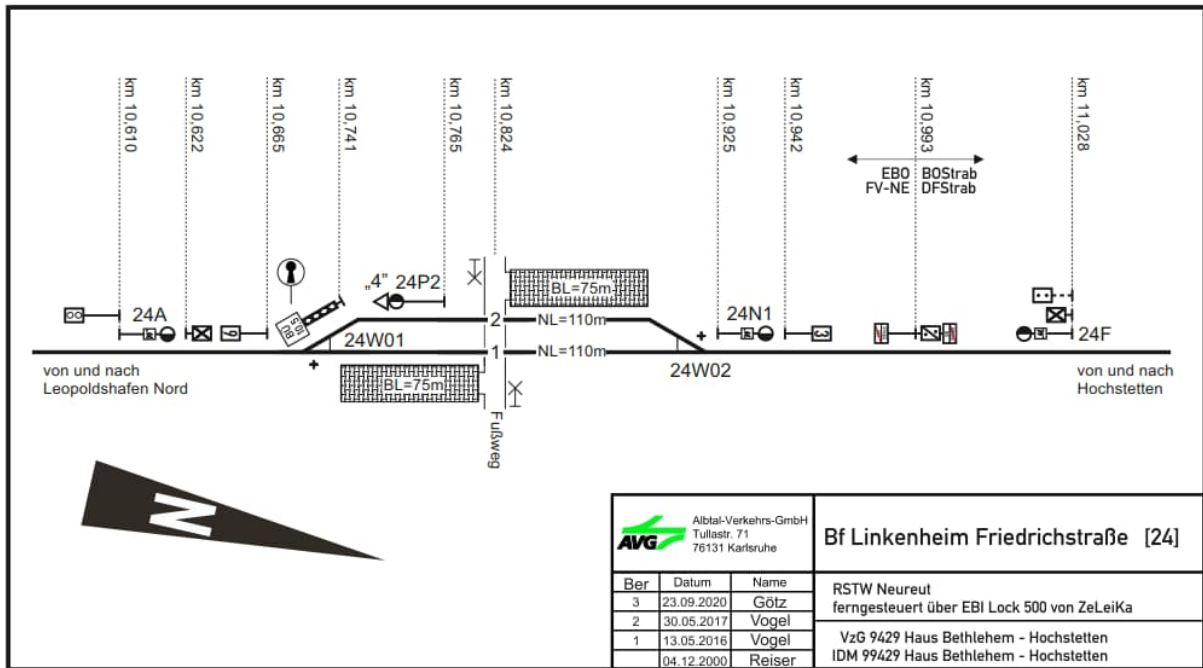 km 10,610
km 10,622
km 10,665
km 10,741
km 10,765
km 10,824
km 10,925
km 10,942
km 10,993
km 11,028
EBO BOStrab
FV-NE DFStrab
„4" 24P2
BL=75m
24A
BÜ
10,5
24N1
24F
2 NL=110m
24W01
1 NL=110m
24W02
9
3
von und nach
Leopoldshafen Nord
BL=75m
von und nach
Hochstetten
Fußweg
N
AVG
Albtal-Verkehrs-GmbH
Tullastr. 71
76131 Karlsruhe
Bf Linkenheim Friedrichstraße [24]
Ber Datum Name
3 23.09.2020 Götz
2 30.05.2017 Vogel
1 13.05.2016 Vogel
04.12.2000 Reiser
RSTW Neureut
ferngesteuert über EBI Lock 500 von ZeLeiKa
VzG 9429 Haus Bethlehem - Hochstetten
IDM 99429 Haus Bethlehem - Hochstetten